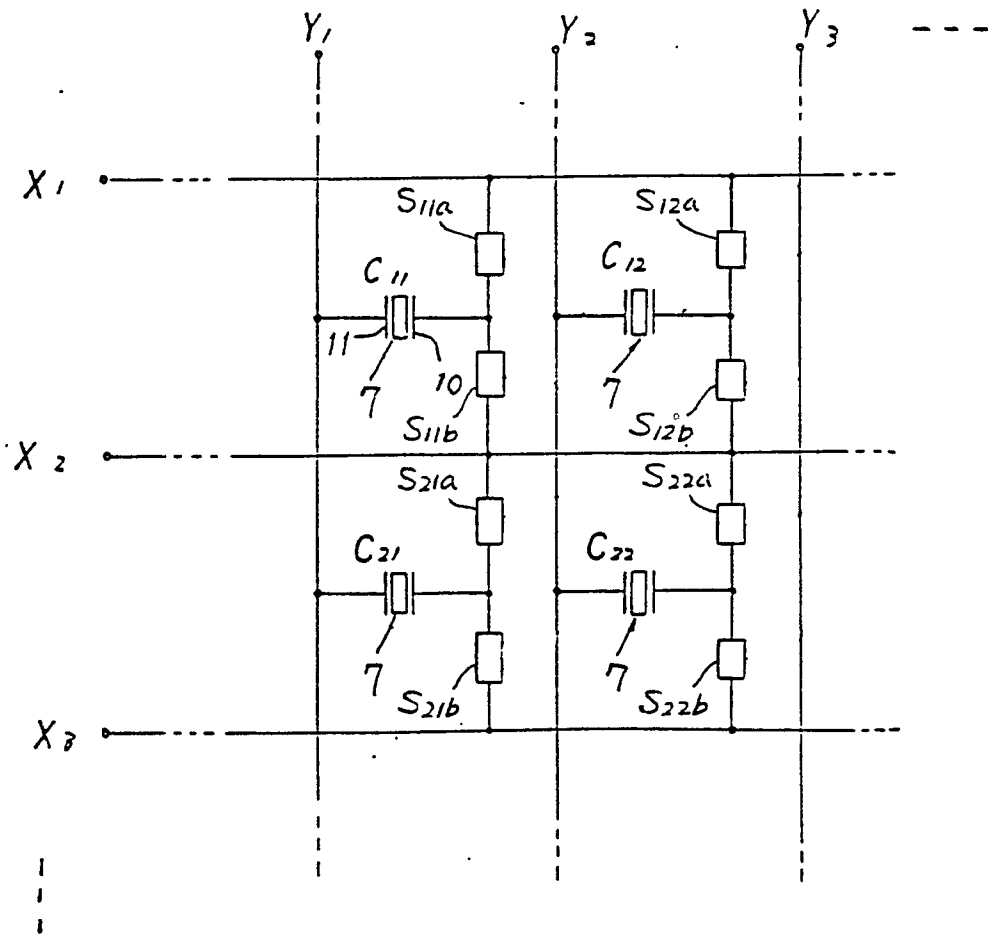 Y1 Y2 Y3
X1
S11a S12a
C11 C12
11 7 10 7
S11b S12b
X2
S21a S22a
C21 C22
7 7
S21b S22b
X3